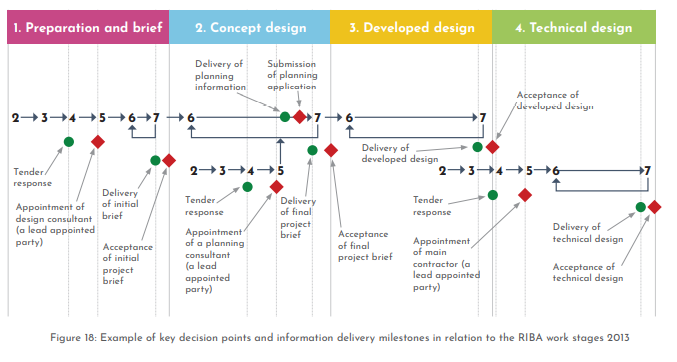 1. Preparation and brief
2. Concept design
3. Developed design
4. Technical design
Delivery of
planning
information
Submission
of planning
application
Acceptance of
developed design
2 3 4 5 6 7 6 7 6 7
Delivery of
developed design
2 3 4 5
2 3 4 5 6 7
Tender
response
Appointment of
design consultant
(a lead appointed
party)
Delivery
of initial
brief
Acceptance
of initial
project
brief
Tender
response
Appointment
of a planning
consultant
(a lead
appointed
party)
Delivery
of final
project
brief
Acceptance
of final
project brief
Tender
response
Appointment
of main
contractor (a
lead appointed
party)
Delivery of
technical design
Acceptance of
technical design
Figure 18: Example of key decision points and information delivery milestones in relation to the RIBA work stages 2013